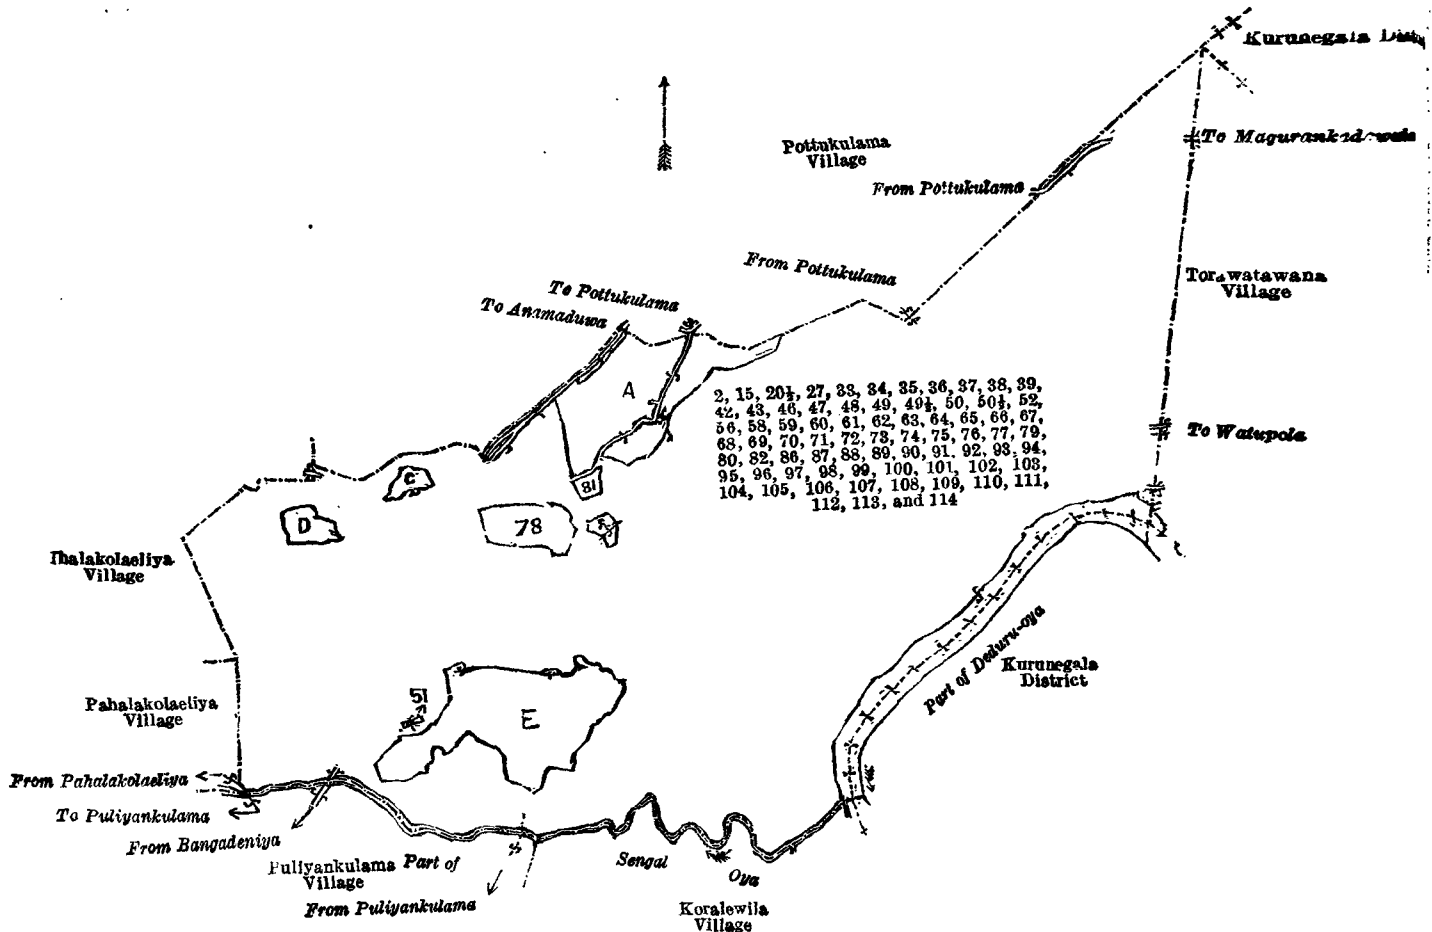 Kurunegala
To
Pottukulama
Village
From Pottukulama
From Pottukulama
Village
To Pottukulama
To Anamaduwa
A
2, 15, 20½, 27, 33, 34, 35, 36, 37, 38, 39,
42, 43, 46, 47, 48, 49, 49½, 50, 50½, 52,
56, 58, 59, 60, 61, 62, 63, 64, 65, 66, 67,
68, 69, 70, 71, 72, 73, 74, 75, 76, 77, 79,
80, 82, 86, 87, 88, 89, 90, 91, 92, 93, 94,
95, 96, 97, 98, 99, 100, 101, 102, 103,
104, 105, 106, 107, 108, 109, 110, 111,
112, 113, and 114
To Watupola
C
81
D
78
Ihalakolaeliya
Village
Part of Deduru-oya
Kurunegala
District
51
E
Pahalakolaeliya
Village
From Pahalakolaeliya
To Puliyankulama
From Bangadeniya
Puliyankulama Part of
Village
From Puliyankulama
Sengal
Oya
Koralewila
Village